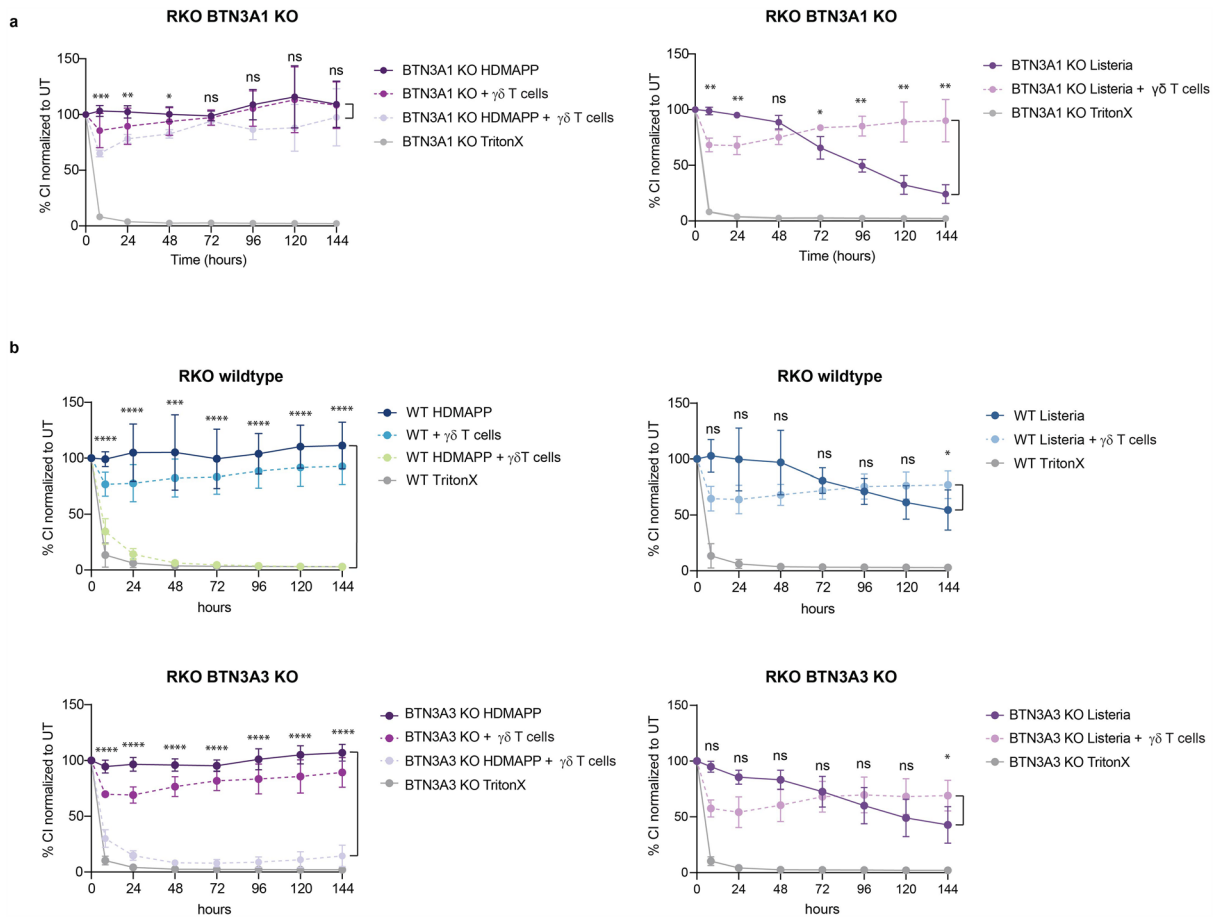 a
RKO BTN3A1 KO
% CI normalized to UT
150
100
50
0
*** ** * ns ns ns ns
0 24 48 72 96 120 144
Time (hours)
BTN3A1 KO HDMAPP
BTN3A1 KO + γδ T cells
BTN3A1 KO HDMAPP + γδ T cells
BTN3A1 KO TritonX
RKO BTN3A1 KO
% CI normalized to UT
150
100
50
0
** ** ns * ** ** **
0 24 48 72 96 120 144
Time (hours)
BTN3A1 KO Listeria
BTN3A1 KO Listeria + γδ T cells
BTN3A1 KO TritonX
b
RKO wildtype
% CI normalized to UT
150
100
50
0
**** **** *** **** **** **** ****
0 24 48 72 96 120 144
hours
WT HDMAPP
WT + γδ T cells
WT HDMAPP + γδT cells
WT TritonX
RKO wildtype
% CI normalized to UT
150
100
50
0
ns ns ns ns ns ns *
0 24 48 72 96 120 144
hours
WT Listeria
WT Listeria + γδ T cells
WT TritonX
RKO BTN3A3 KO
% CI normalized to UT
150
100
50
0
**** **** **** **** **** **** ****
0 24 48 72 96 120 144
hours
BTN3A3 KO HDMAPP
BTN3A3 KO + γδ T cells
BTN3A3 KO HDMAPP + γδ T cells
BTN3A3 KO TritonX
RKO BTN3A3 KO
% CI normalized to UT
150
100
50
0
ns ns ns ns ns ns *
0 24 48 72 96 120 144
hours
BTN3A3 KO Listeria
BTN3A3 KO Listeria + γδ T cells
BTN3A3 KO TritonX